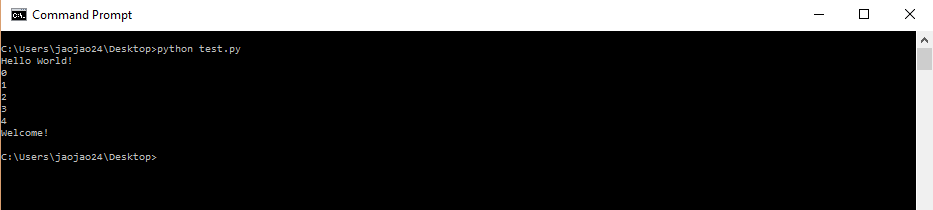 Command Prompt
C:\Users\jaojao24\Desktop>python test.py
Hello World!
0
1
2
3
4
Welcome!
C:\Users\jaojao24\Desktop>